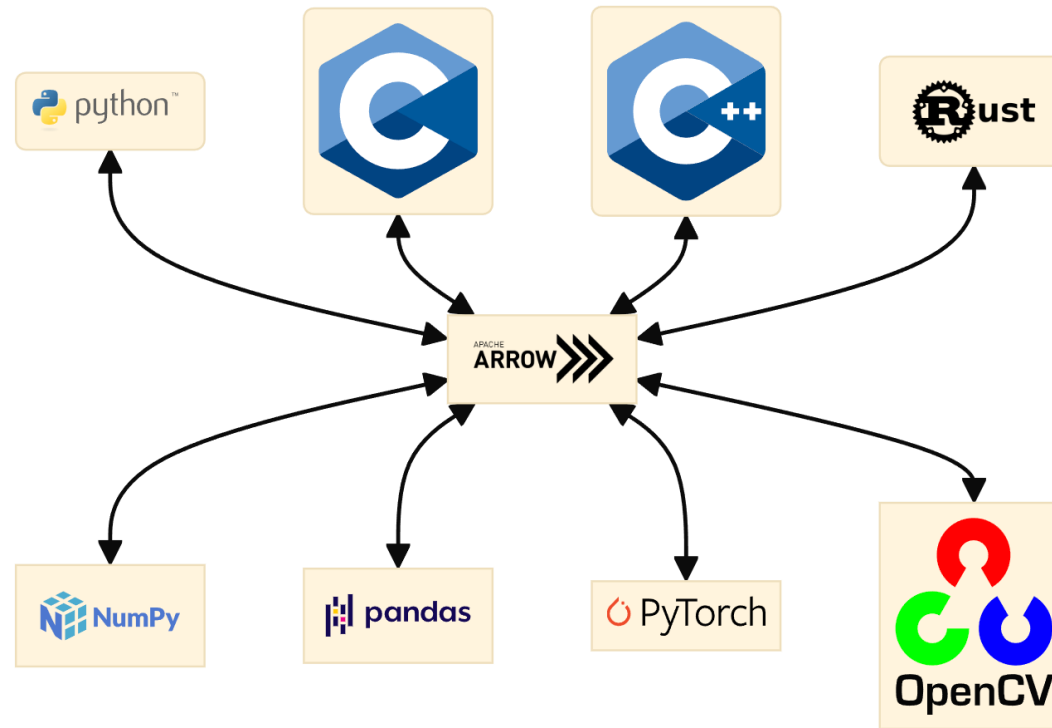 python™
C
C++
Rust
APACHE
ARROW
NumPy
pandas
PyTorch
OpenCV